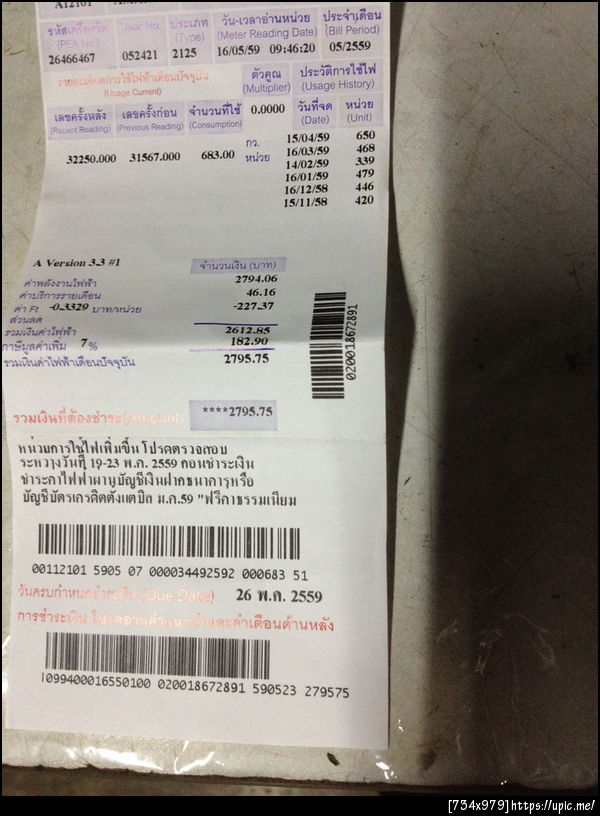 รหัสเครื่องวัด User No. ประเภท วัน-เวลาอ่านหน่วย ประจำเดือน
(PEA No.) (Type) (Meter Reading Date) (Bill Period)
26466467 052421 2125 16/05/59 09:46:20 05/2559
รายละเอียดการใช้ไฟฟ้าเดือนปัจจุบัน ตัวคูณ ประวัติการใช้ไฟ
(Usage Current) (Multiplier) (Usage History)
เลขครั้งหลัง เลขครั้งก่อน จำนวนที่ใช้ 0.0000 วันที่จด หน่วย
(Recent Reading) (Previous Reading) (Consumption) (Date) (Unit)
32250.000 31567.000 683.00 กว. หน่วย
15/04/59 650
16/03/59 468
14/02/59 339
16/01/59 479
16/12/58 446
15/11/58 420
A Version 3.3 #1 จำนวนเงิน (บาท)
ค่าพลังงานไฟฟ้า 2794.06
ค่าบริการรายเดือน 46.16
ค่า Ft -0.3329 บาท/หน่วย -227.37
ส่วนลด
รวมเงินค่าไฟฟ้า 2612.85
ภาษีมูลค่าเพิ่ม 7% 182.90
รวมเงินค่าไฟฟ้าเดือนปัจจุบัน 2795.75
020018672891
รวมเงินที่ต้องชำระ(Amount) ****2795.75
หน่วยการใช้ไฟเพิ่มขึ้น โปรดตรวจสอบ
ระหว่างวันที่ 19-23 พ.ค. 2559 ก่อนชำระเงิน
ชำระค่าไฟฟ้าผ่านบัญชีเงินฝากธนาคารหรือ
บัญชีบัตรเครดิตตั้งแต่บิล ม.ค.59 "ฟรีค่าธรรมเนียม
00112101 5905 07 000034492592 000683 51
วันครบกำหนดชำระเงิน (Due Date) 26 พ.ค. 2559
การชำระเงิน โปรดอ่านคำแนะนำและคำเตือนด้านหลัง
|099400016550100 020018672891 590523 279575
[734x979]https://upic.me/